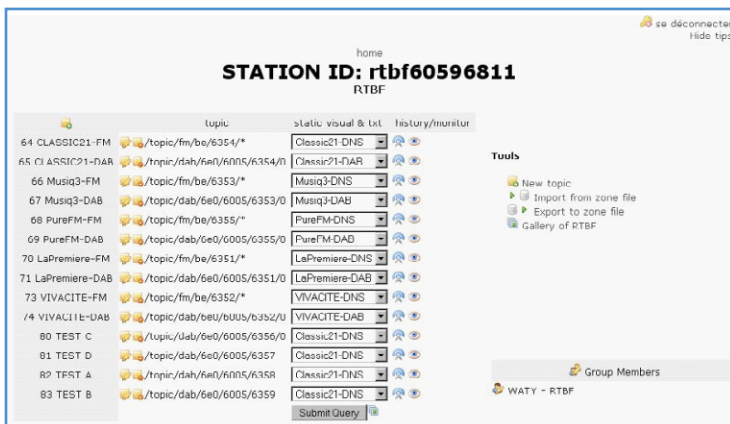 se déconnecter
Hide tips
home
STATION ID: rtbf60596811
RTBF
topic static visual & txt history/monitor
64 CLASSIC21-FM /topic/fm/be/6354/* Classic21-DNS
65 CLASSIC21-DAB /topic/dab/6e0/6005/6354/0 Classic21-DAB
66 Musiq3-FM /topic/fm/be/6353/* Musiq3-DNS
67 Musiq3-DAB /topic/dab/6e0/6005/6353/0 Musiq3-DAB
68 PureFM-FM /topic/fm/be/6355/* PureFM-DNS
69 PureFM-DAB /topic/dab/6e0/6005/6355/0 PureFM-DAB
70 LaPremiere-FM /topic/fm/be/6351/* LaPremiere-DNS
71 LaPremiere-DAB /topic/dab/6e0/6005/6351/0 LaPremiere-DAB
73 VIVACITE-FM /topic/fm/be/6352/* VIVACITE-DNS
74 VIVACITE-DAB /topic/dab/6e0/6005/6352/0 VIVACITE-DAB
80 TEST C /topic/dab/6e0/6005/6356/0 Classic21-DNS
81 TEST D /topic/dab/6e0/6005/6357 Classic21-DNS
82 TEST A /topic/dab/6e0/6005/6358 Classic21-DNS
83 TEST B /topic/dab/6e0/6005/6359 Classic21-DNS
Submit Query
Tools
New topic
Import from zone file
Export to zone file
Gallery of RTBF
Group Members
WATY - RTBF